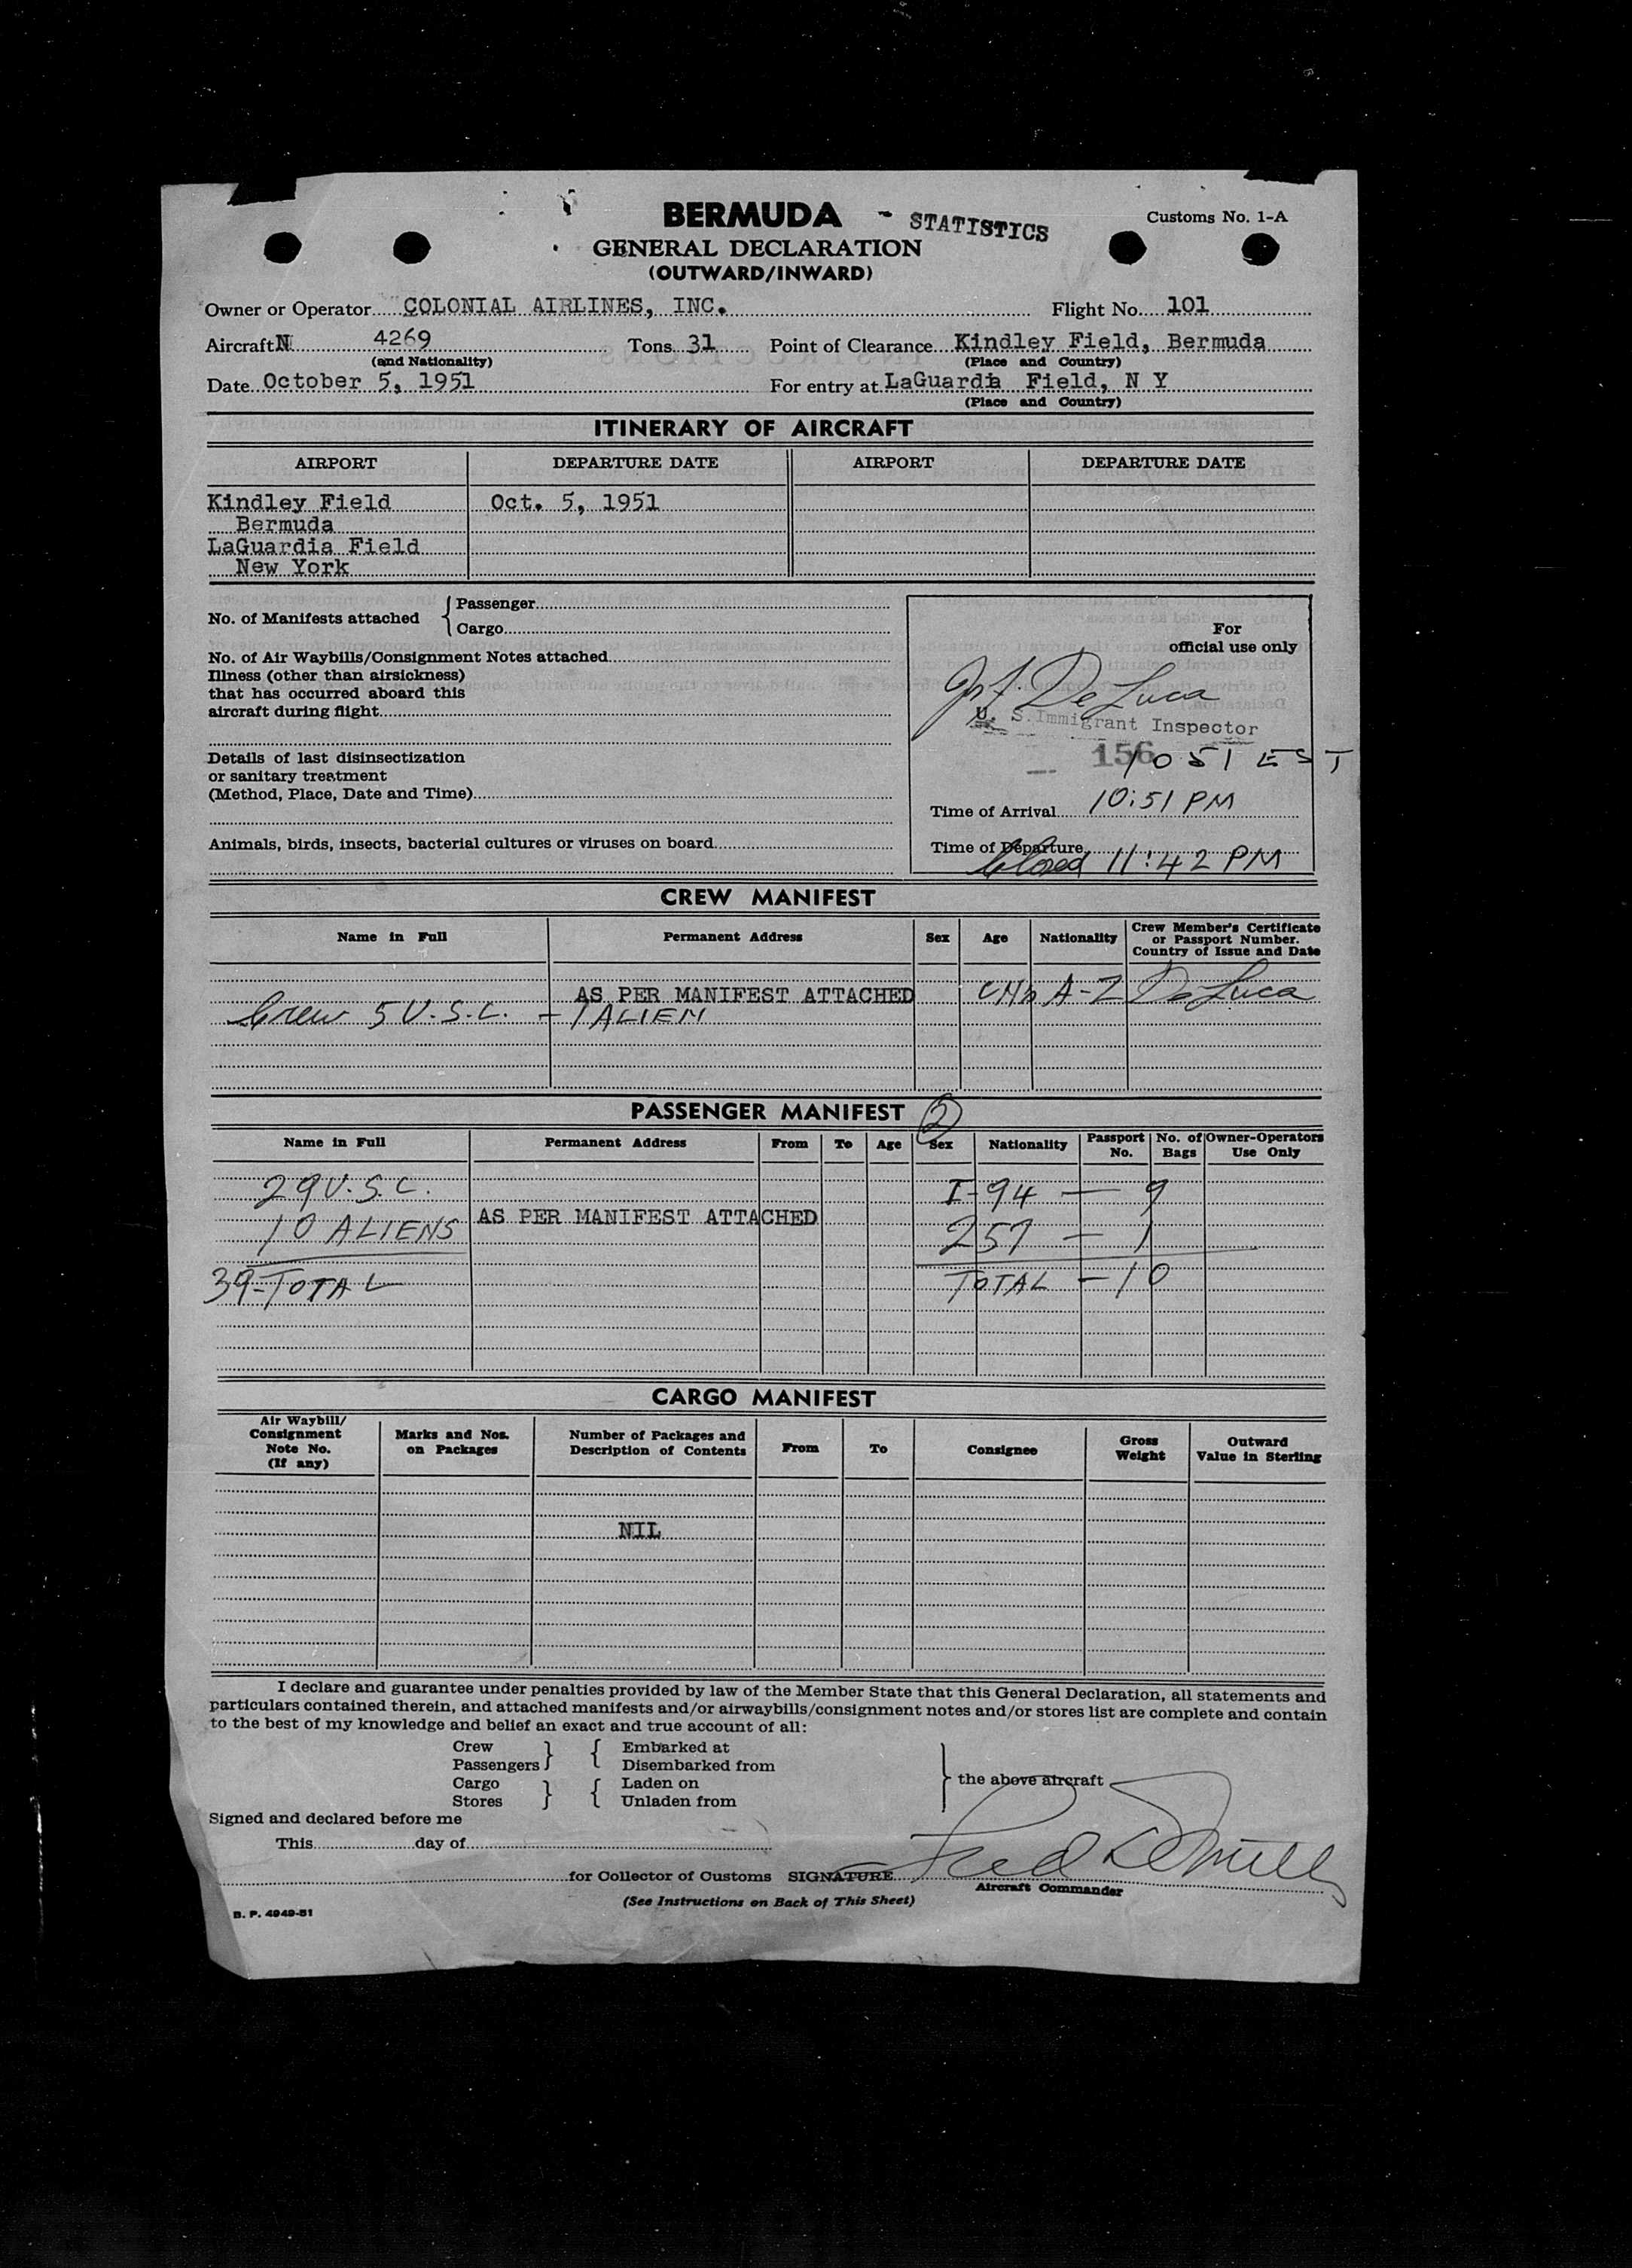 BERMUDA - STATISTICS Customs No. 1-A
GENERAL DECLARATION
(OUTWARD/INWARD)
Owner or Operator COLONIAL AIRLINES, INC. Flight No. 101
Aircraft N 4269 Tons 31 Point of Clearance Kindley Field, Bermuda
(and Nationality) (Place and Country)
Date October 5, 1951 For entry at LaGuardia Field, N Y
(Place and Country)
ITINERARY OF AIRCRAFT
AIRPORT DEPARTURE DATE AIRPORT DEPARTURE DATE
Kindley Field Oct. 5, 1951
Bermuda
LaGuardia Field
New York
No. of Manifests attached { Passenger
Cargo
No. of Air Waybills/Consignment Notes attached
Illness (other than airsickness)
that has occurred aboard this
aircraft during flight
Details of last disinsectization
or sanitary treatment
(Method, Place, Date and Time)
Animals, birds, insects, bacterial cultures or viruses on board
For
official use only
De Luca
U. S. Immigrant Inspector
156
1051 EST
Time of Arrival 10:51 PM
Time of Departure
Closed 11:42 PM
CREW MANIFEST
Name in Full Permanent Address Sex Age Nationality Crew Member's Certificate
or Passport Number.
Country of Issue and Date
AS PER MANIFEST ATTACHED A-Z De Luca
Crew 5 U.S.C. - 1 ALIEN
PASSENGER MANIFEST 2
Name in Full Permanent Address From To Age Sex Nationality Passport No. No. of Bags Owner-Operators Use Only
29 U.S.C. I-94 — 9
10 ALIENS AS PER MANIFEST ATTACHED 257 — 1
39-TOTAL TOTAL — 10
CARGO MANIFEST
Air Waybill/
Consignment
Note No.
(If any)
Marks and Nos.
on Packages
Number of Packages and
Description of Contents
From
To
Consignee
Gross
Weight
Outward
Value in Sterling
NIL
I declare and guarantee under penalties provided by law of the Member State that this General Declaration, all statements and
particulars contained therein, and attached manifests and/or airwaybills/consignment notes and/or stores list are complete and contain
to the best of my knowledge and belief an exact and true account of all:
Crew } { Embarked at
Passengers Disembarked from
Cargo } { Laden on } the above aircraft
Stores Unladen from
Signed and declared before me
This day of
for Collector of Customs SIGNATURE Fred
Aircraft Commander
(See Instructions on Back of This Sheet)
B. P. 4949-51